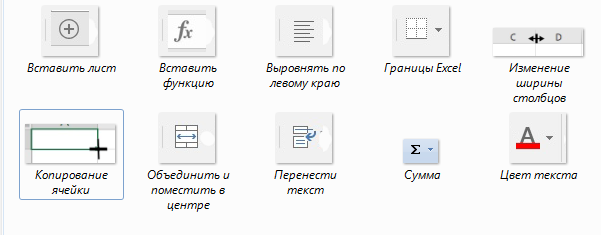 fx
C D
Вставить лист
Вставить
функцию
Выровнять по
левому краю
Границы Excel
Изменение
ширины
столбцов
Σ
A
Копирование
ячейки
Объединить и
поместить в
центре
Перенести
текст
Сумма
Цвет текста